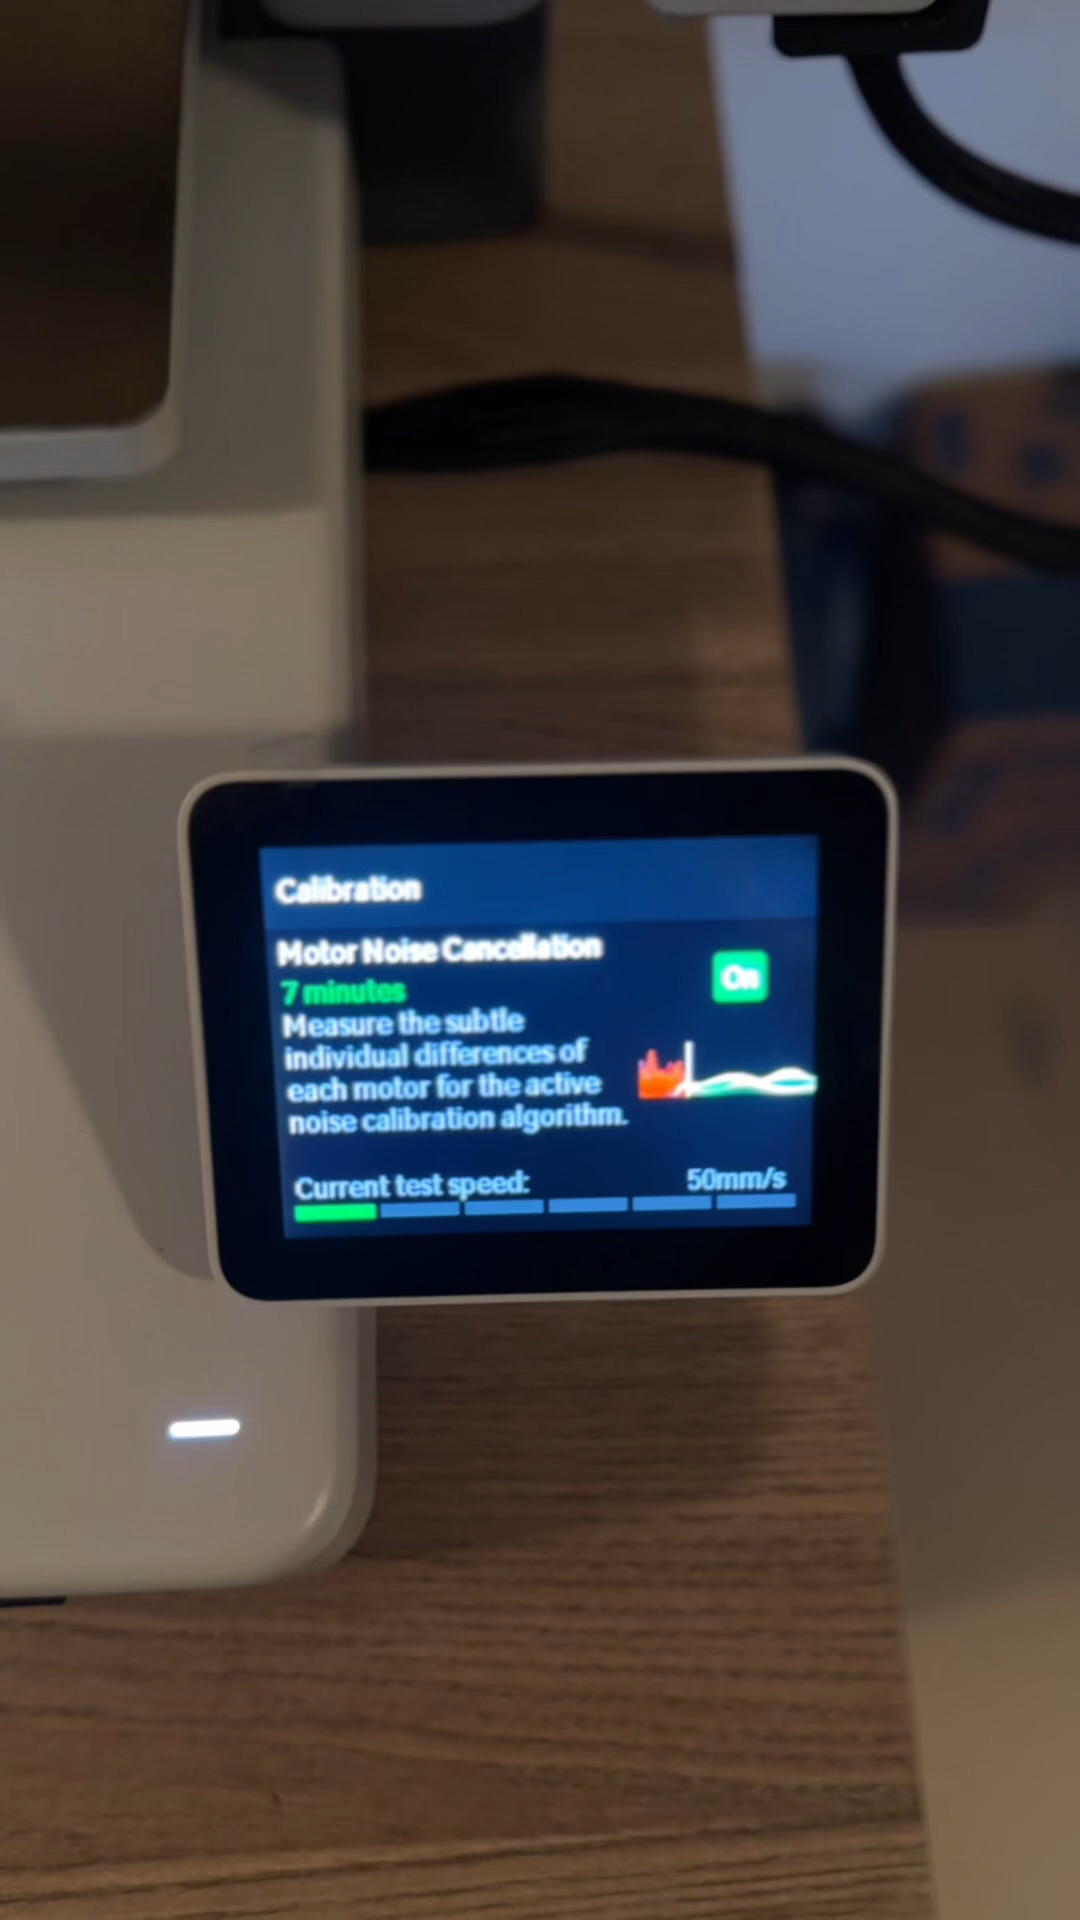 Calibration
Motor Noise Cancellation
On
7 minutes
Measure the subtle
individual differences of
each motor for the active
noise calibration algorithm.
Current test speed: 50mm/s